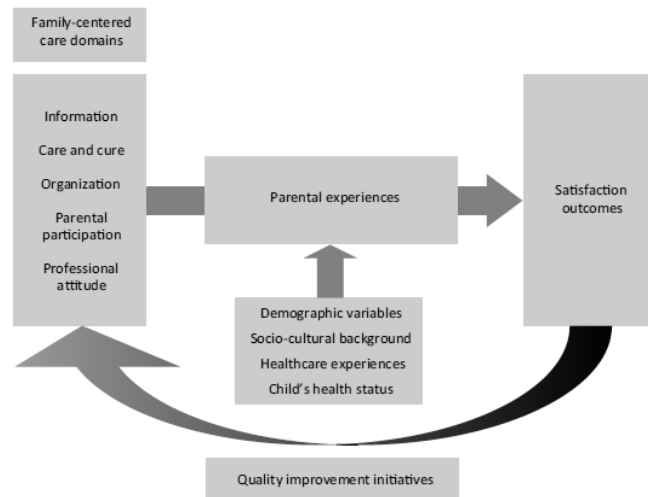 Family-centered
care domains
Information
Care and cure
Organization
Parental
participation
Professional
attitude
Parental experiences
Satisfaction
outcomes
Demographic variables
Socio-cultural background
Healthcare experiences
Child's health status
Quality improvement initiatives